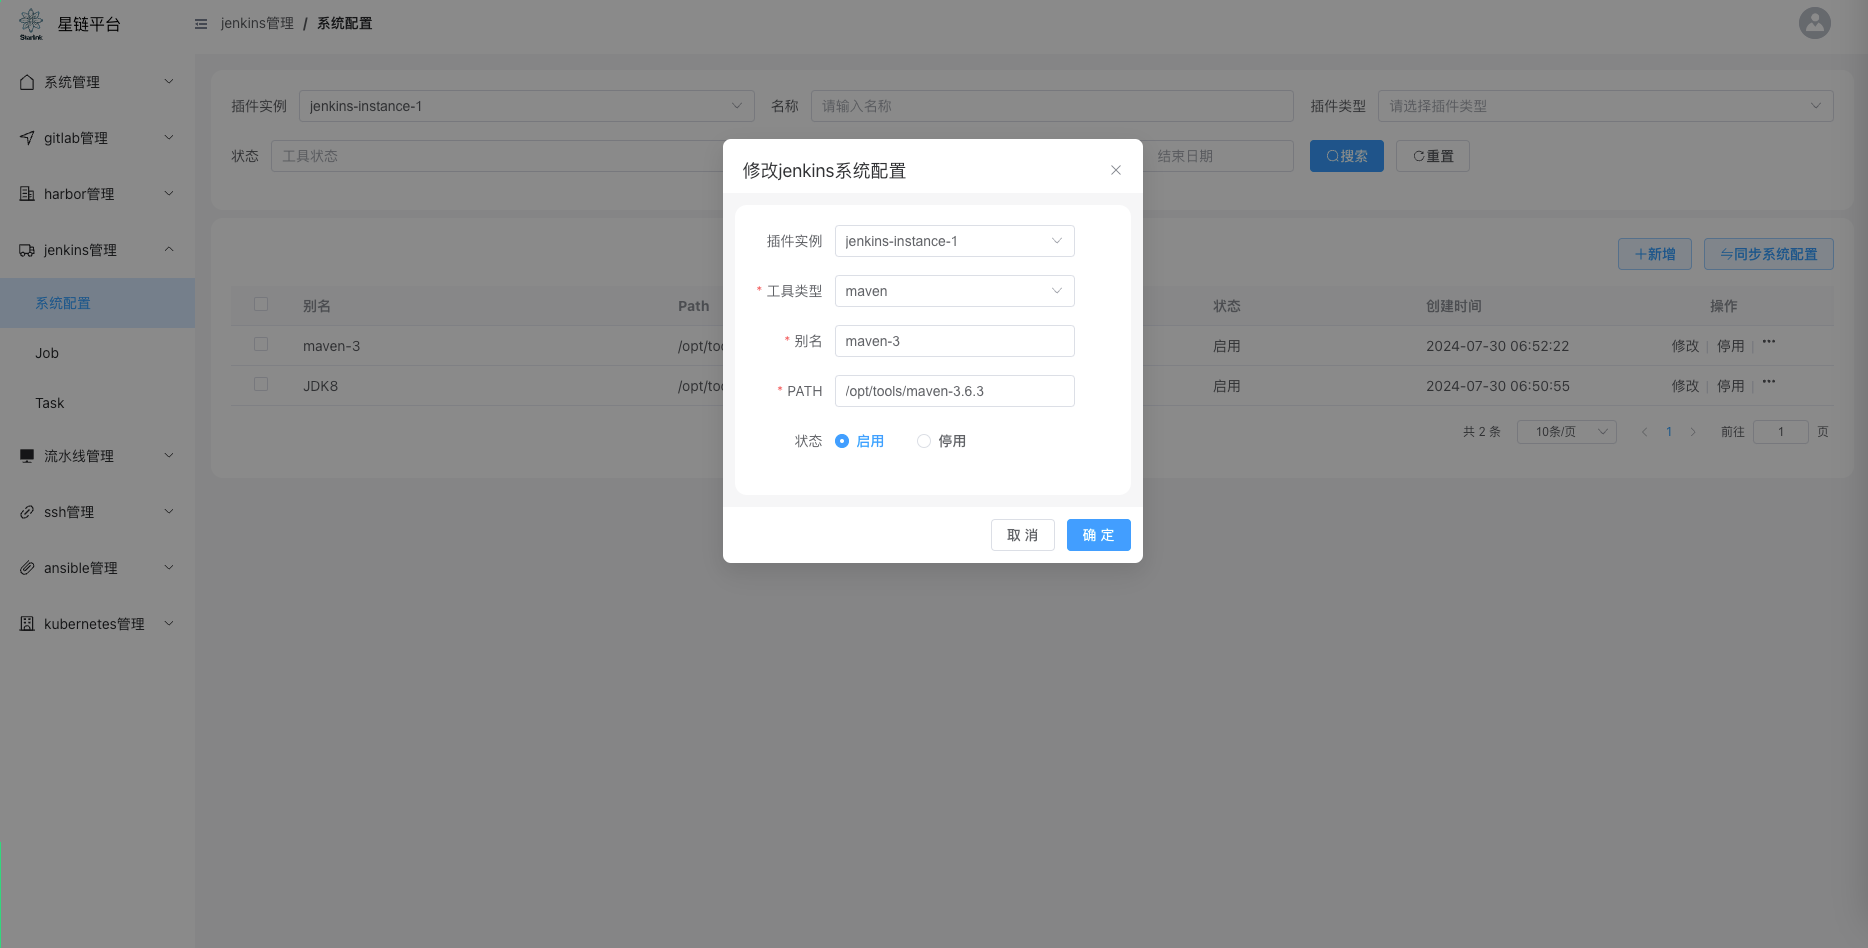 星链平台
Starlink
jenkins管理 / 系统配置
系统管理
gitlab管理
harbor管理
jenkins管理
系统配置
Job
Task
流水线管理
ssh管理
ansible管理
kubernetes管理
插件实例 jenkins-instance-1 名称 请输入名称 插件类型 请选择插件类型
状态 工具状态 结束日期 搜索 重置
新增 同步系统配置
别名 Path 状态 创建时间 操作
maven-3 /opt/too 启用 2024-07-30 06:52:22 修改 停用 •••
JDK8 /opt/too 启用 2024-07-30 06:50:55 修改 停用 •••
共 2 条 10条/页 1 前往 1 页
修改jenkins系统配置
插件实例 jenkins-instance-1
* 工具类型 maven
* 别名 maven-3
* PATH /opt/tools/maven-3.6.3
状态 启用 停用
取 消 确 定